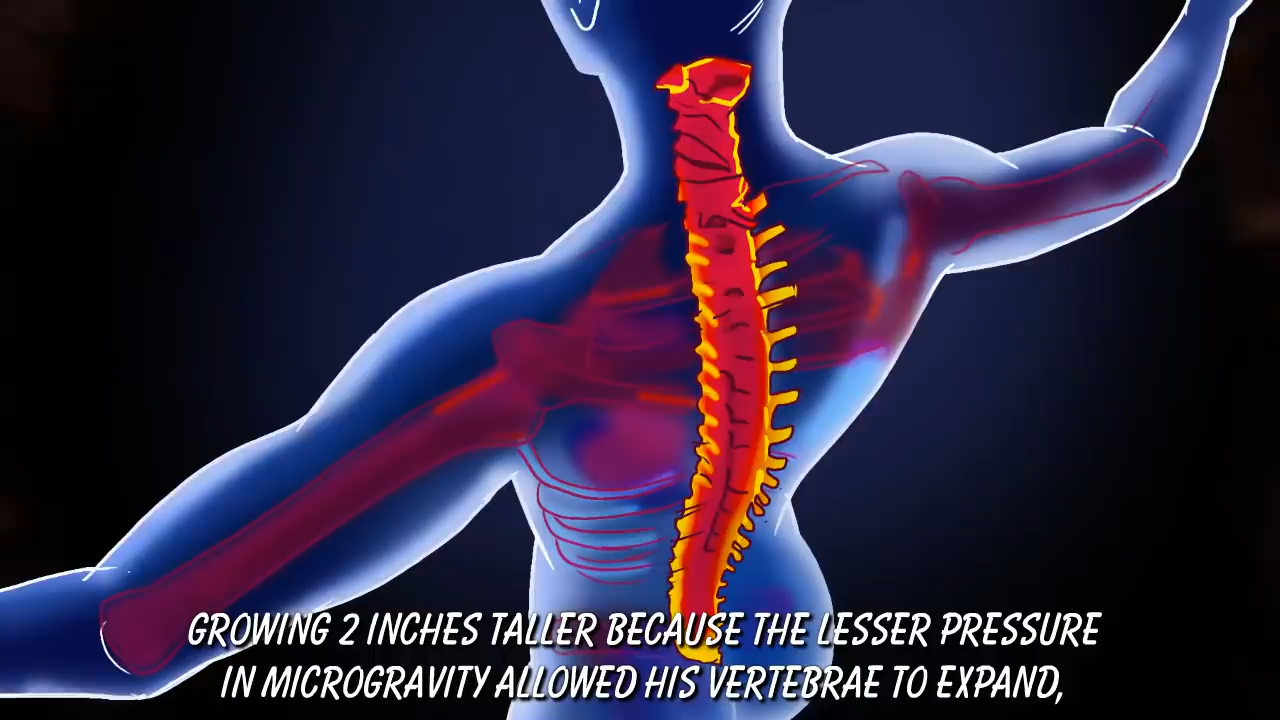 GROWING 2 INCHES TALLER BECAUSE THE LESSER PRESSURE
IN MICROGRAVITY ALLOWED HIS VERTEBRAE TO EXPAND,